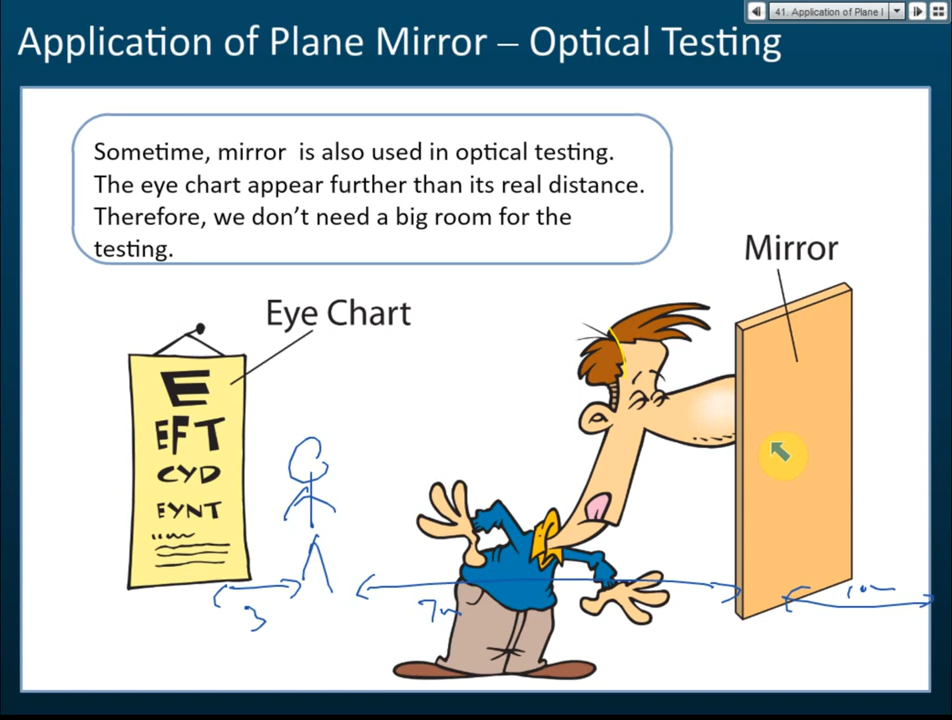 41. Application of Plane I
Application of Plane Mirror – Optical Testing
Sometime, mirror is also used in optical testing.
The eye chart appear further than its real distance.
Therefore, we don't need a big room for the
testing.
Mirror
Eye Chart
E
EFT
CYD
EYNT
3
7m
10m